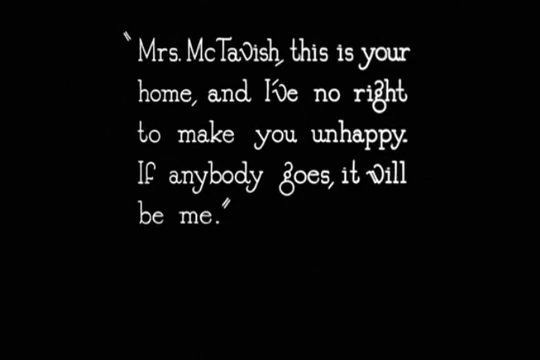 "Mrs. McTavish, this is your
home, and I've no right
to make you unhappy.
If anybody goes, it will
be me."